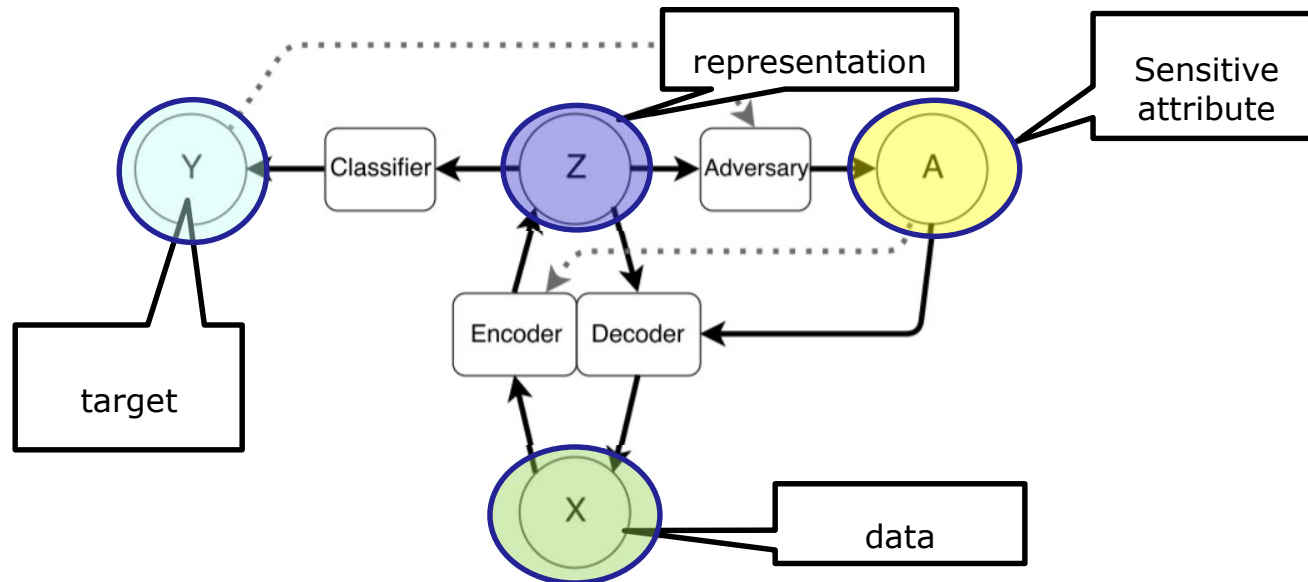 representation
Sensitive
attribute
Y
Classifier
Z
Adversary
A
Encoder
Decoder
target
X
data